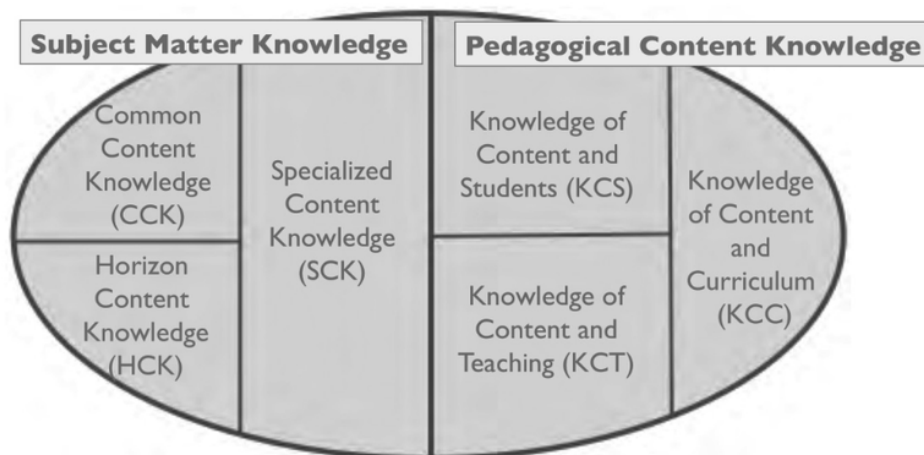 Subject Matter Knowledge
Pedagogical Content Knowledge
Common
Content
Knowledge
(CCK)
Horizon
Content
Knowledge
(HCK)
Specialized
Content
Knowledge
(SCK)
Knowledge of
Content and
Students (KCS)
Knowledge of
Content and
Teaching (KCT)
Knowledge
of Content
and
Curriculum
(KCC)